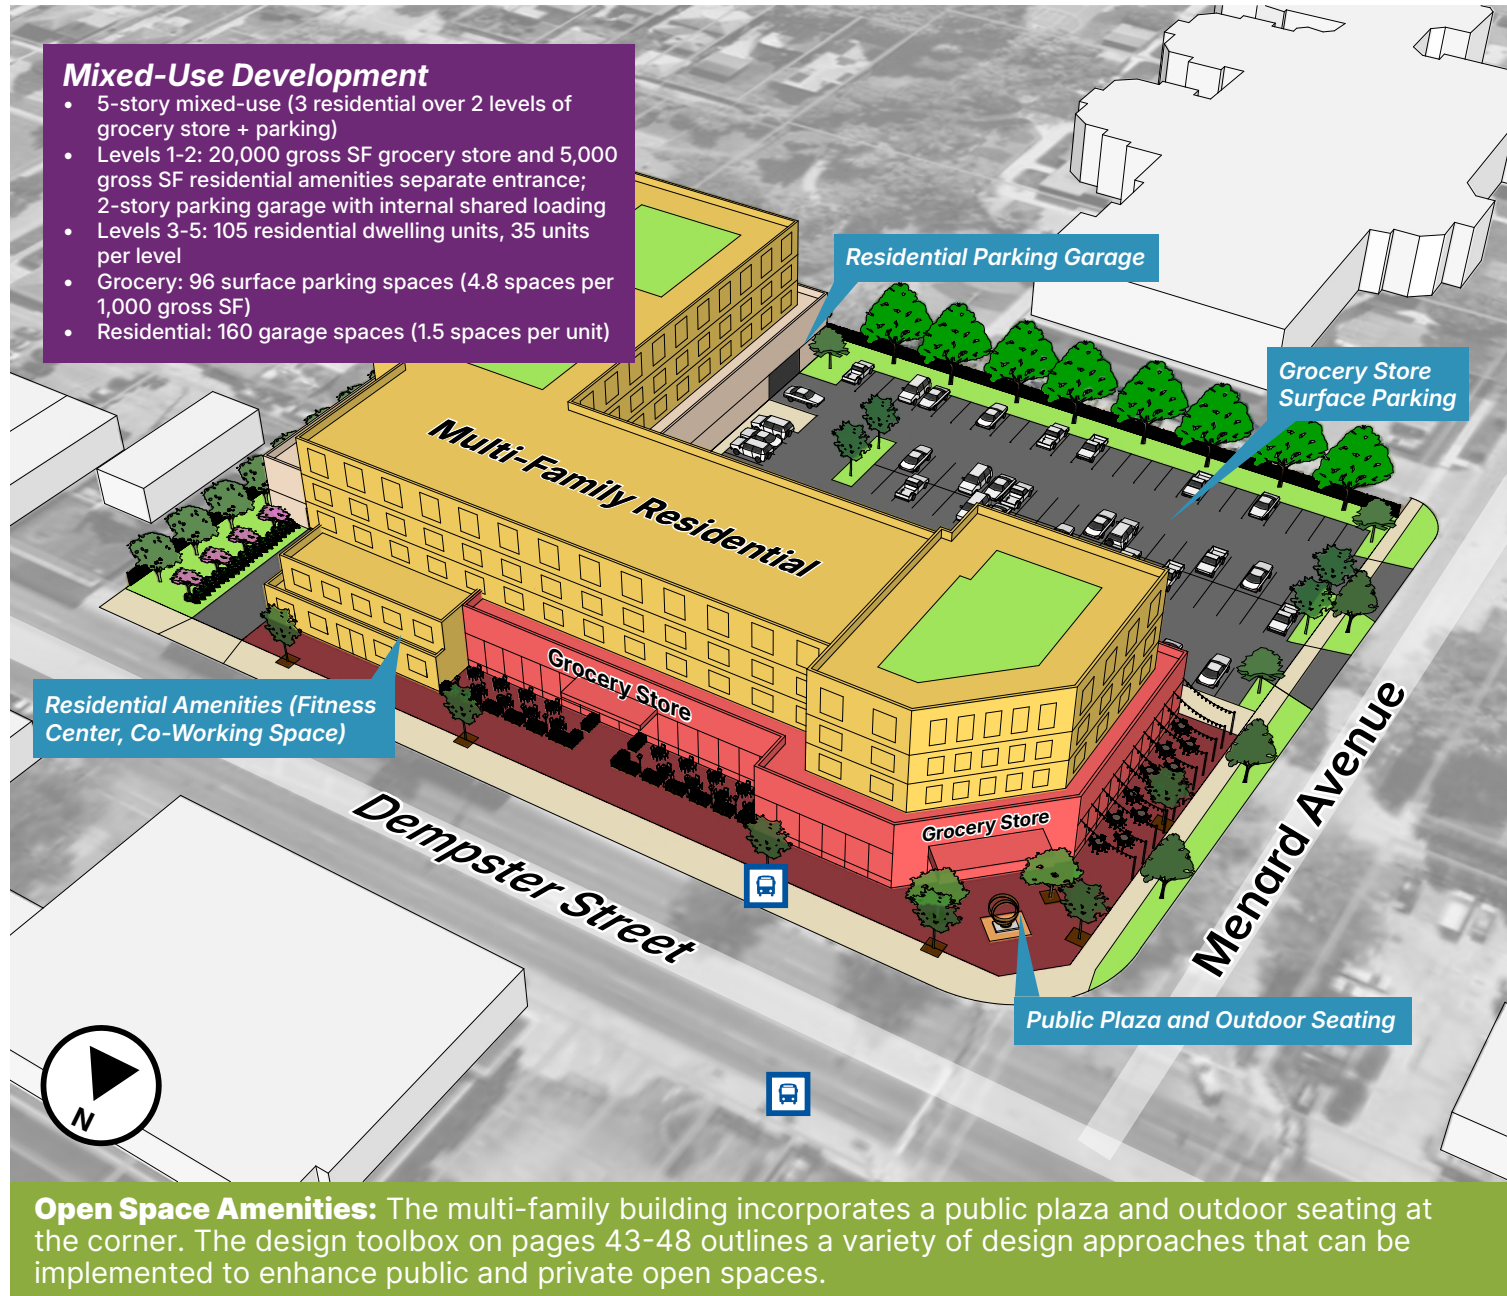 Mixed-Use Development
• 5-story mixed-use (3 residential over 2 levels of
grocery store + parking)
• Levels 1-2: 20,000 gross SF grocery store and 5,000
gross SF residential amenities separate entrance;
2-story parking garage with internal shared loading
• Levels 3-5: 105 residential dwelling units, 35 units
per level
• Grocery: 96 surface parking spaces (4.8 spaces per
1,000 gross SF)
• Residential: 160 garage spaces (1.5 spaces per unit)
Residential Parking Garage
Grocery Store
Surface Parking
Multi-Family Residential
Grocery Store
Residential Amenities (Fitness
Center, Co-Working Space)
Grocery Store
Dempster Street
Menard Avenue
Public Plaza and Outdoor Seating
N
Open Space Amenities: The multi-family building incorporates a public plaza and outdoor seating at
the corner. The design toolbox on pages 43-48 outlines a variety of design approaches that can be
implemented to enhance public and private open spaces.